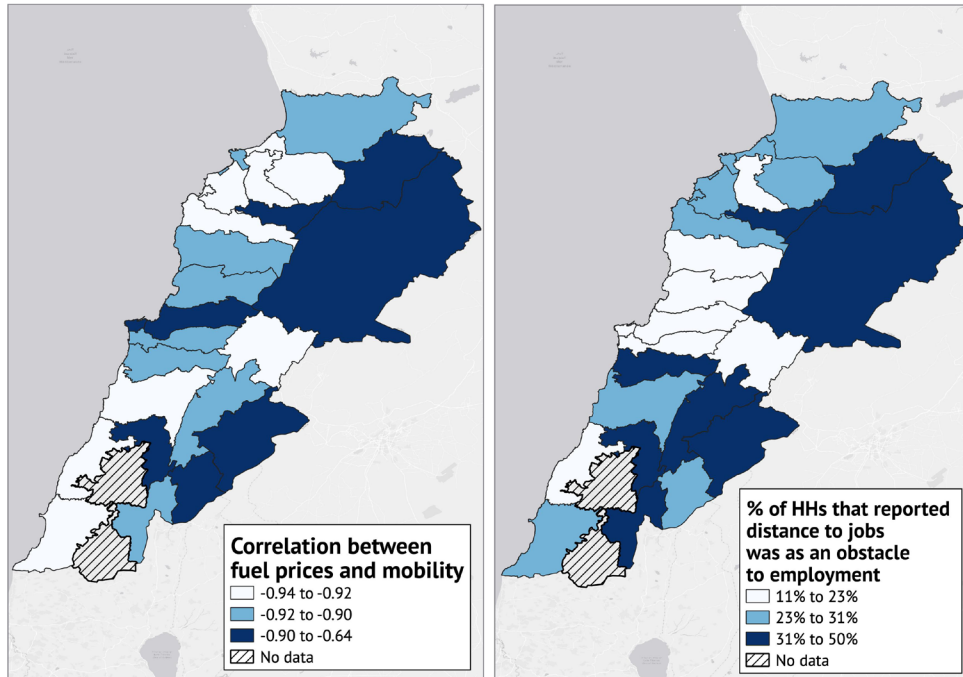 Correlation between
fuel prices and mobility
-0.94 to -0.92
-0.92 to -0.90
-0.90 to -0.64
No data
% of HHs that reported
distance to jobs
was as an obstacle
to employment
11% to 23%
23% to 31%
31% to 50%
No data